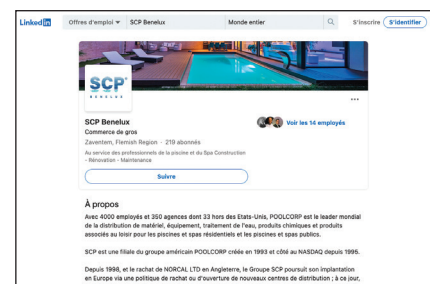 LinkedIn
Offres d'emploi ▾ SCP Benelux Monde entier S'inscrire S'identifier
SCP
BENELUX
SCP Benelux
Commerce de gros
Voir les 14 employés
Zaventem, Flemish Region · 219 abonnés
Au service des professionnels de la piscine et du Spa Construction
- Rénovation - Maintenance
Suivre
À propos
Avec 4000 employés et 350 agences dont 33 hors des Etats-Unis, POOLCORP est le leader mondial
de la distribution de matériel, équipement, traitement de l'eau, produits chimiques et produits
associés au loisir pour les piscines et spas résidentiels et les piscines et spas publics.
SCP est une filiale du groupe américain POOLCORP créée en 1993 et côté au NASDAQ depuis 1995.
Depuis 1998, et le rachat de NORCAL LTD en Angleterre, le Groupe SCP poursuit son implantation
en Europe via une politique de rachat ou d'ouverture de nouveaux centres de distribution ; à ce jour,